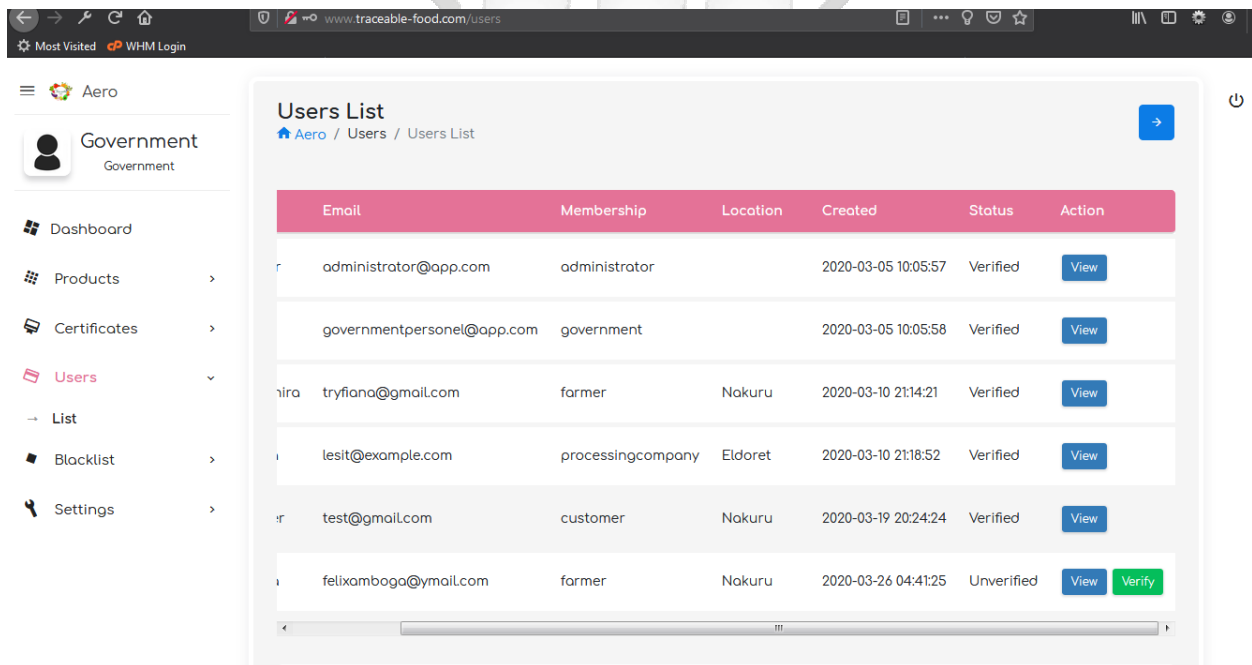 www.traceable-food.com/users
Most Visited cP WHM Login
Aero
Government
Government
Dashboard
Products
Certificates
Users
List
Blacklist
Settings
Users List
Aero / Users / Users List
Email Membership Location Created Status Action
r administrator@app.com administrator 2020-03-05 10:05:57 Verified View
governmentpersonel@app.com government 2020-03-05 10:05:58 Verified View
nira tryfiana@gmail.com farmer Nakuru 2020-03-10 21:14:21 Verified View
lesit@example.com processingcompany Eldoret 2020-03-10 21:18:52 Verified View
er test@gmail.com customer Nakuru 2020-03-19 20:24:24 Verified View
felixamboga@ymail.com farmer Nakuru 2020-03-26 04:41:25 Unverified View Verify